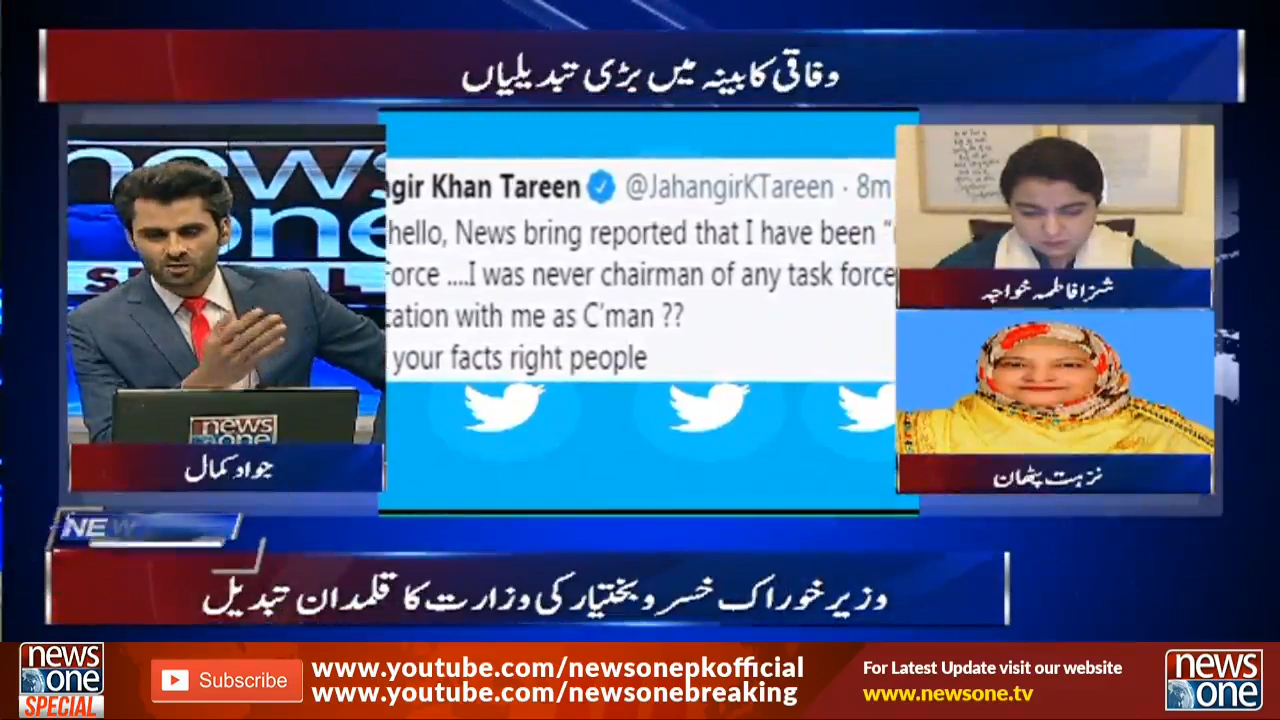 وفاقی کابینہ میں بڑی تبدیلیاں
news
one
ngir Khan Tareen @JahangirKTareen · 8m
hello, News bring reported that I have been "
orce ....I was never chairman of any task force
cation with me as C'man ??
your facts right people
news
one
جواد کمال
شزا فاطمہ خواجہ
نزہت پٹھان
NEW
وزیر خوراک خسرو بختیار کی وزارت کا قلمدان تبدیل
news
one
SPECIAL
Subscribe
www.youtube.com/newsonepkofficial
www.youtube.com/newsonebreaking
For Latest Update visit our website
www.newsone.tv
news
one